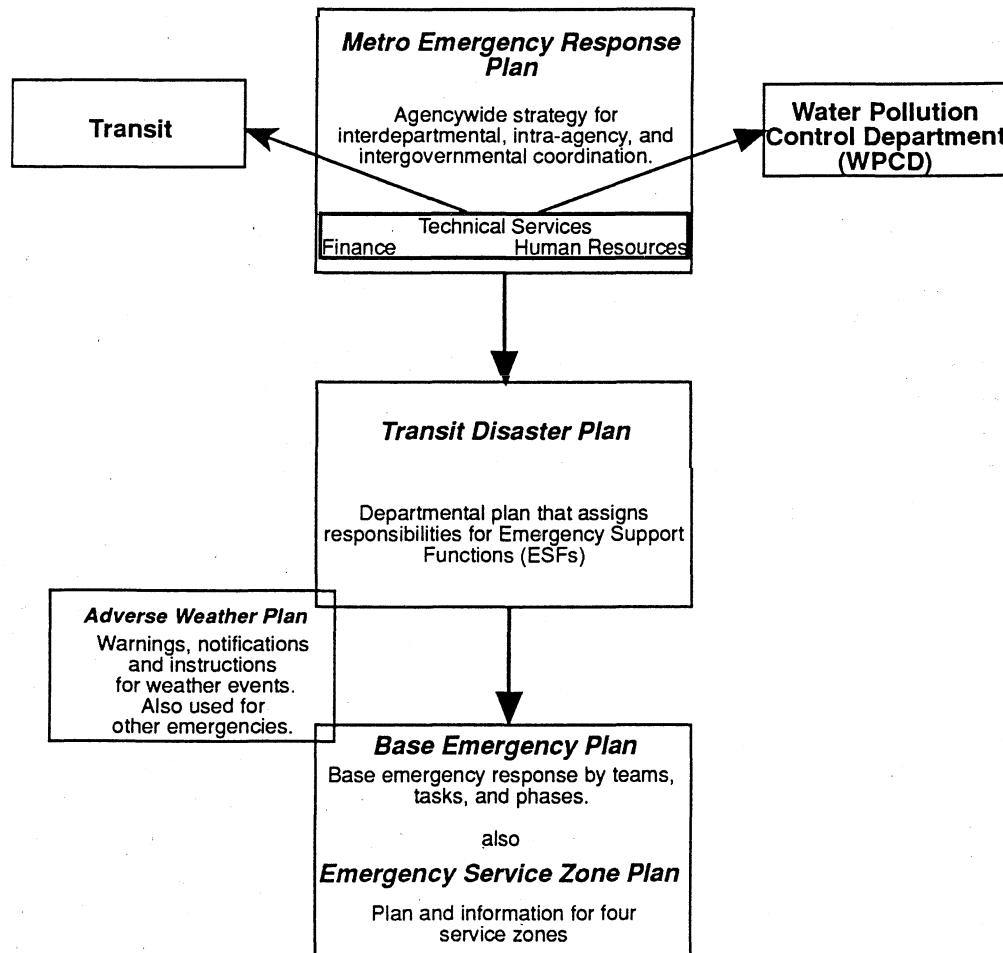 Metro Emergency Response
Plan
Agencywide strategy for
interdepartmental, intra-agency, and
intergovernmental coordination.
Technical Services
Finance Human Resources
Transit
Water Pollution
Control Department
(WPCD)
Transit Disaster Plan
Departmental plan that assigns
responsibilities for Emergency Support
Functions (ESFs)
Adverse Weather Plan
Warnings, notifications
and instructions
for weather events.
Also used for
other emergencies.
Base Emergency Plan
Base emergency response by teams,
tasks, and phases.
also
Emergency Service Zone Plan
Plan and information for four
service zones